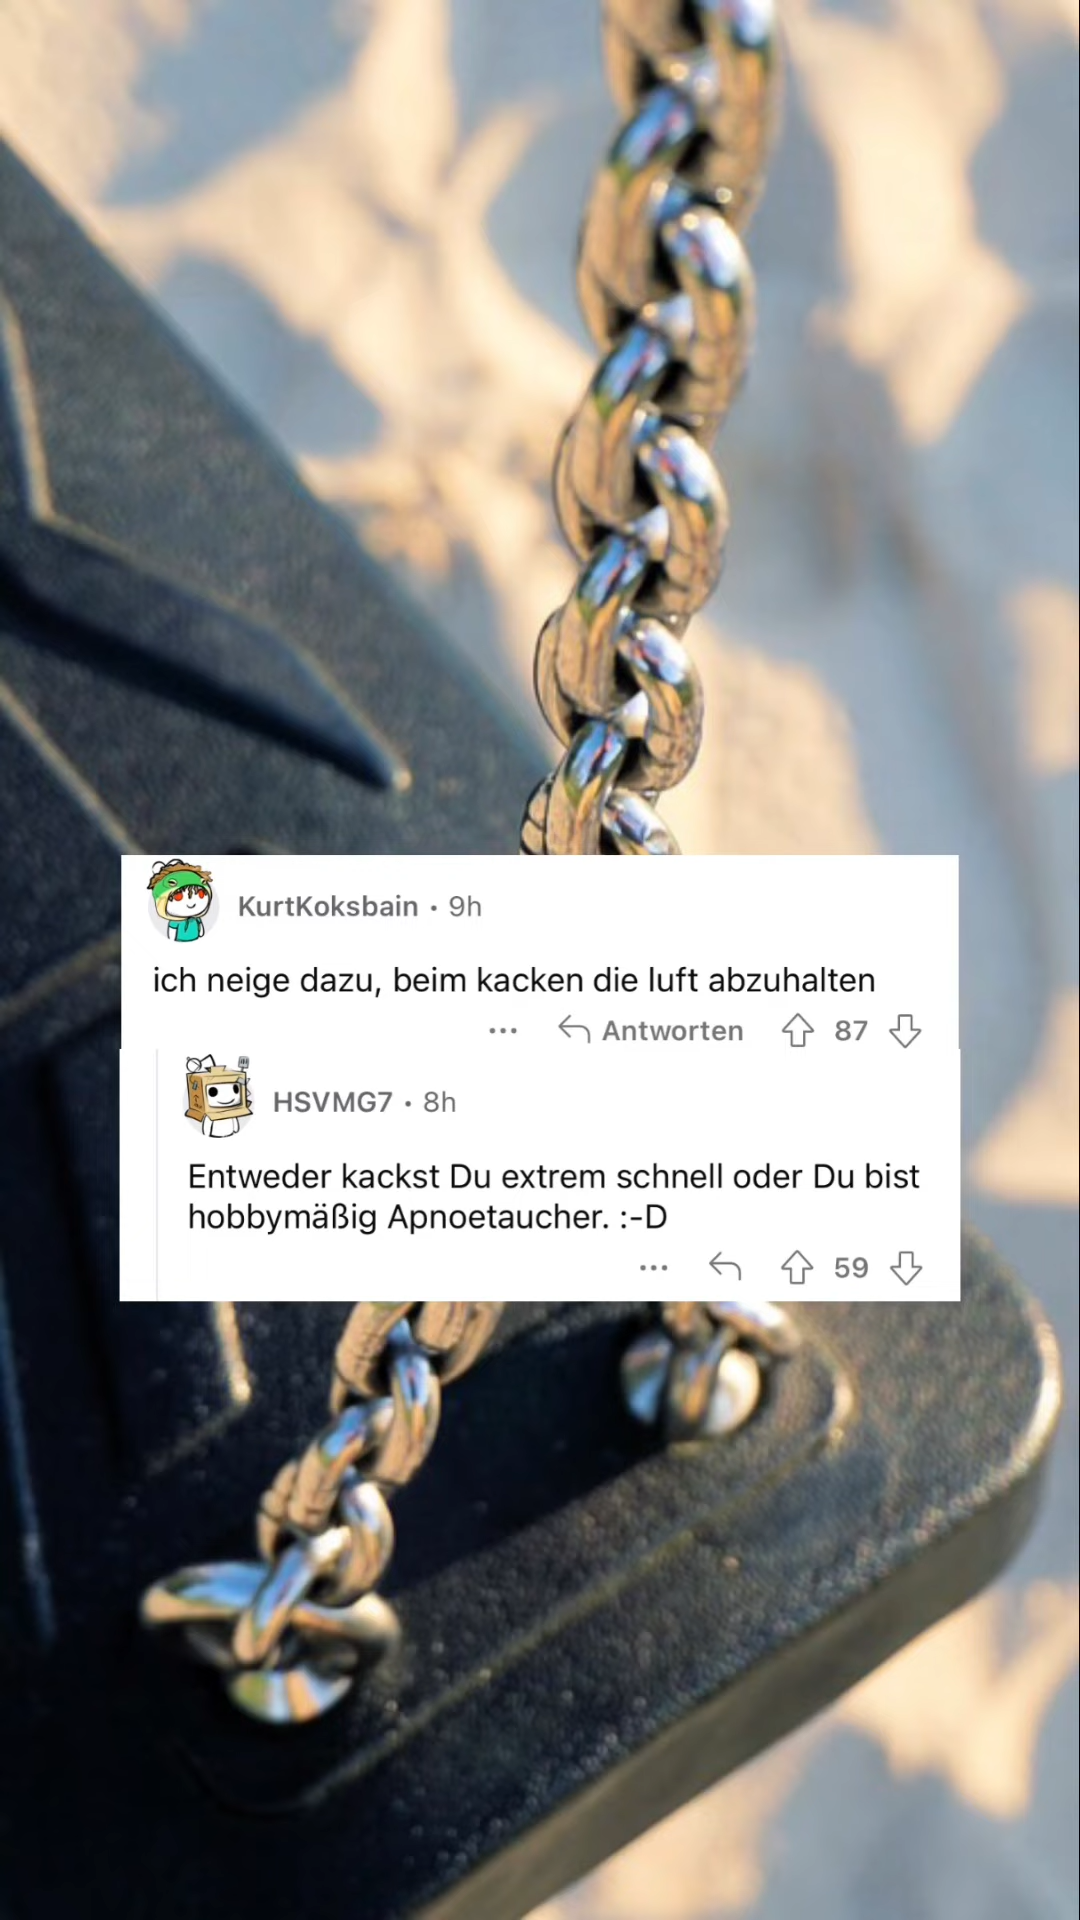 KurtKoksbain · 9h
ich neige dazu, beim kacken die luft abzuhalten
... Antworten 87
HSVMG7 · 8h
Entweder kackst Du extrem schnell oder Du bist
hobbymäßig Apnoetaucher. :-D
... 59